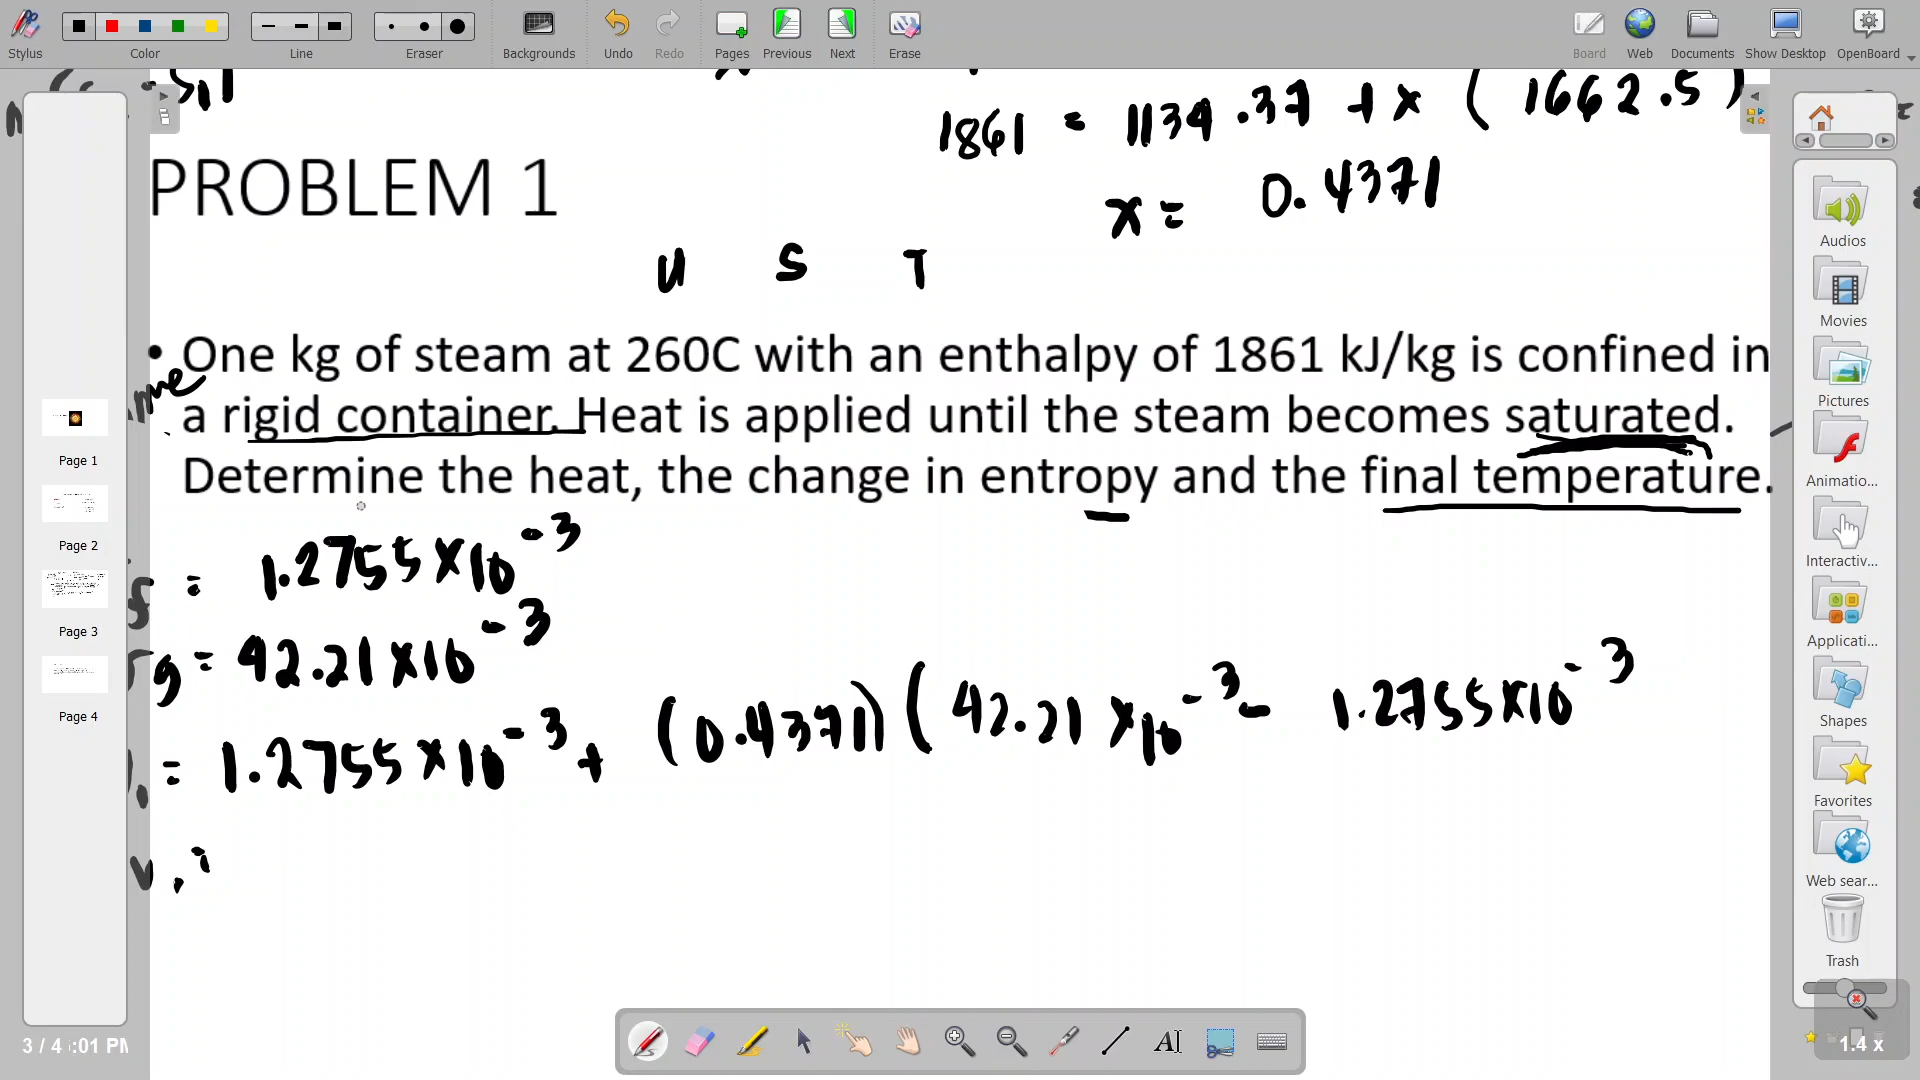 Stylus Color Line Eraser Backgrounds Undo Redo Pages Previous Next Erase Board Web Documents Show Desktop OpenBoard
1861 = 1134.37 + x ( 1662.5 )
PROBLEM 1
x = 0.4371
u s T
• One kg of steam at 260C with an enthalpy of 1861 kJ/kg is confined in
a rigid container. Heat is applied until the steam becomes saturated.
Determine the heat, the change in entropy and the final temperature.
= 1.2755 x 10 -3
g = 42.21 x 10 -3
= 1.2755 x 10 -3 + (0.4371) ( 42.21 x 10 -3 - 1.2755 x 10 -3
Page 1
Page 2
Page 3
Page 4
3 / 4
Audios
Movies
Pictures
Animatio...
Interactiv...
Applicati...
Shapes
Favorites
Web sear...
Trash
1.4 x